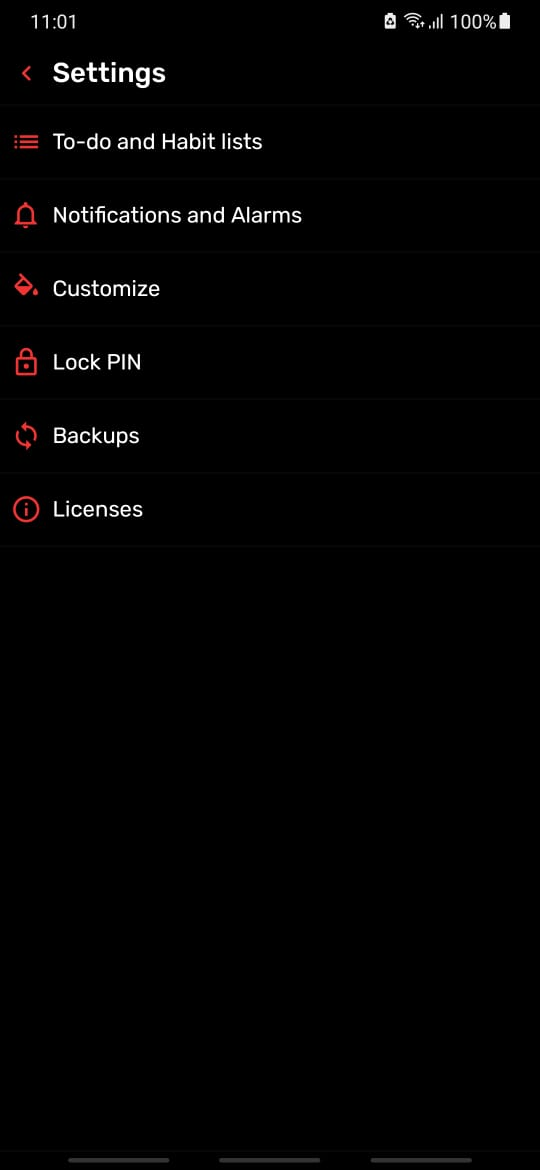 11:01 100%
Settings
To-do and Habit lists
Notifications and Alarms
Customize
Lock PIN
Backups
Licenses